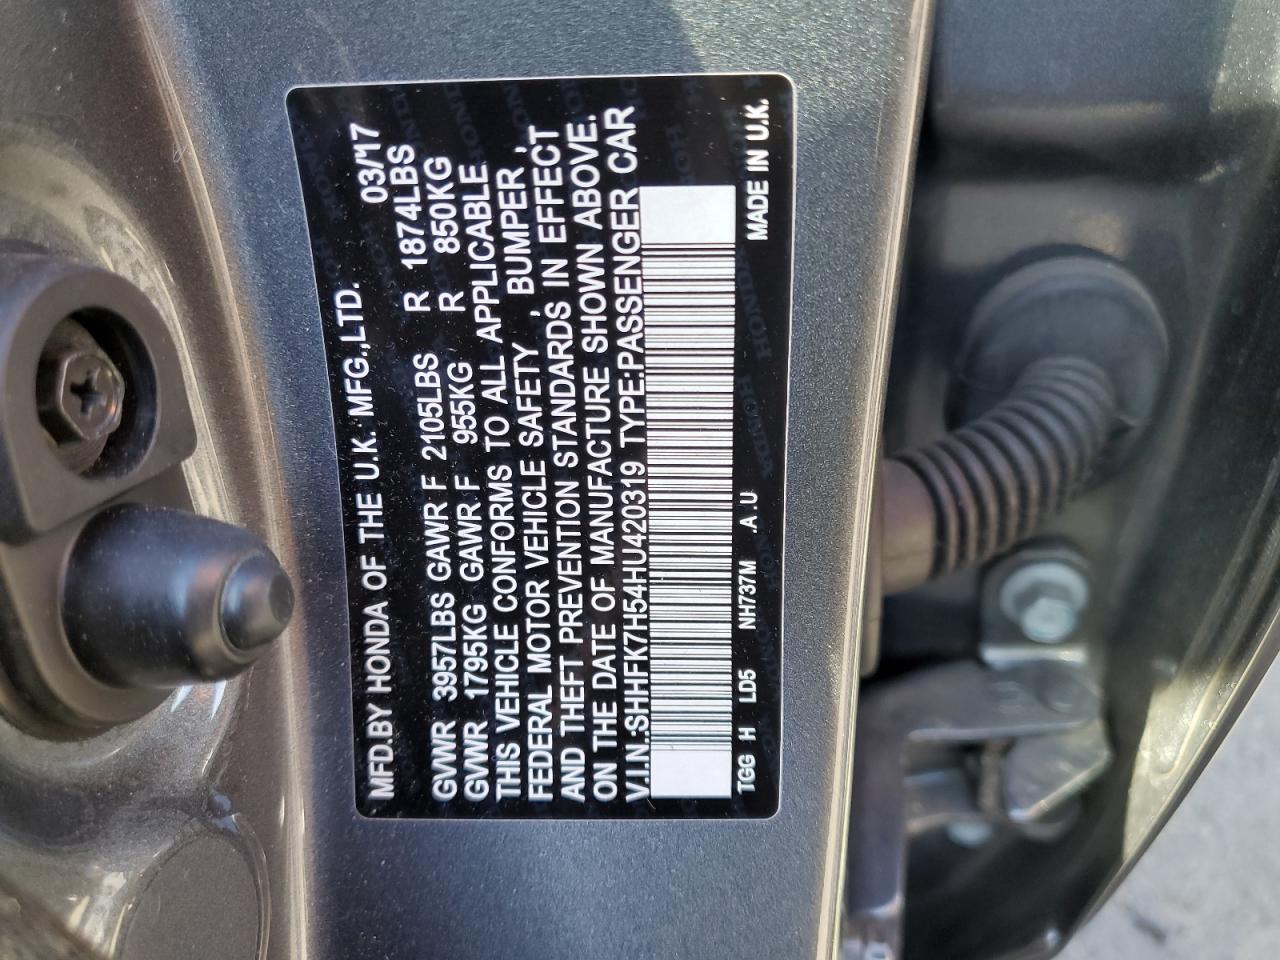 MFD.BY HONDA OF THE U.K. MFG.,LTD. 03/17
GVWR 3957LBS GAWR F 2105LBS R 1874LBS
GVWR 1795KG GAWR F 955KG R 850KG
THIS VEHICLE CONFORMS TO ALL APPLICABLE
FEDERAL MOTOR VEHICLE SAFETY, BUMPER,
AND THEFT PREVENTION STANDARDS IN EFFECT
ON THE DATE OF MANUFACTURE SHOWN ABOVE.
V.I.N.:SHHFK7H54HU420319 TYPE:PASSENGER CAR
TGG H LD5 NH737M .A.U MADE IN U.K.